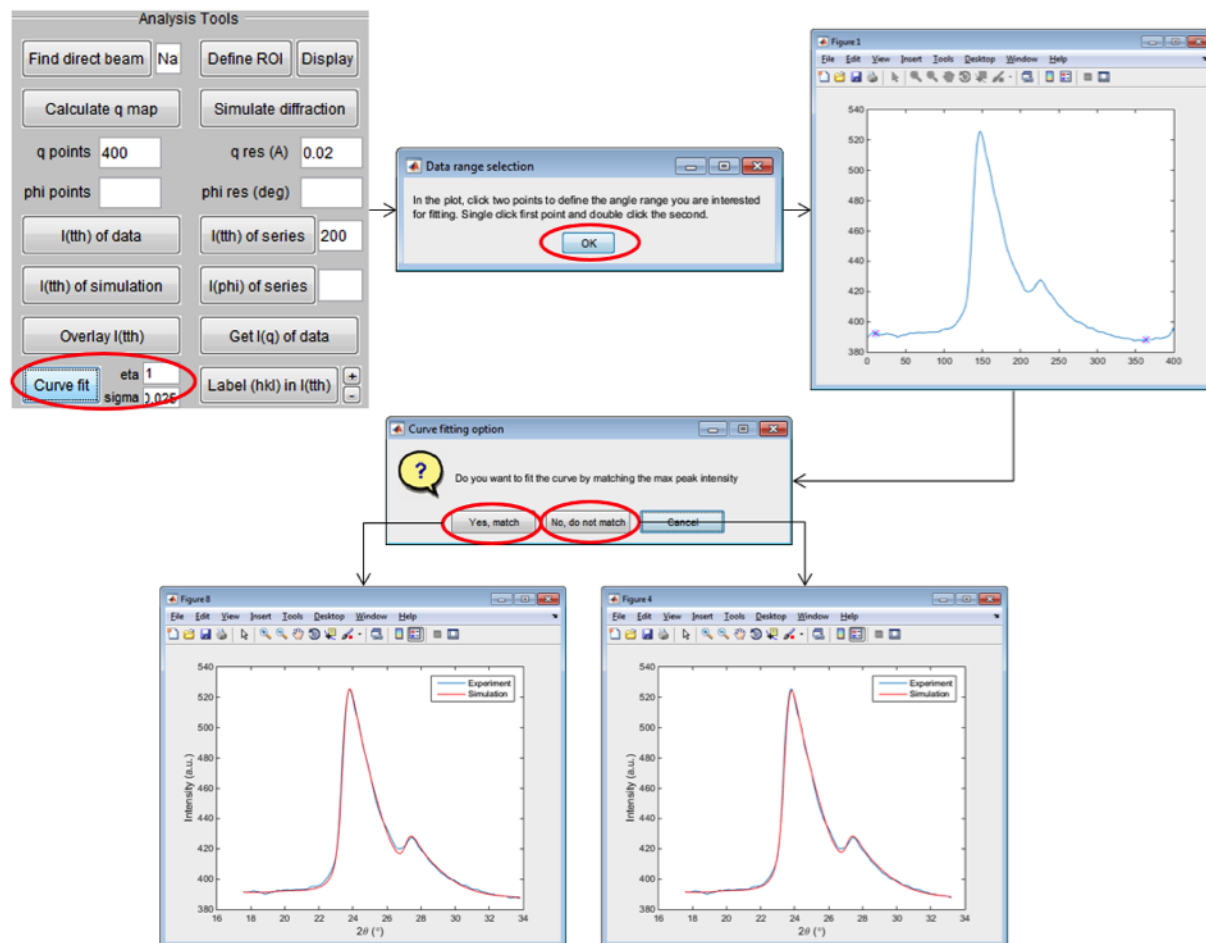 Analysis Tools
Find direct beam Na Define ROI Display
Calculate q map Simulate diffraction
q points 400 q res (A) 0.02
phi points phi res (deg)
I(tth) of data I(tth) of series 200
I(tth) of simulation I(phi) of series
Overlay I(tth) Get I(q) of data
Curve fit eta 1 Label (hkl) in I(tth) +
sigma 0.025 -
Data range selection
In the plot, click two points to define the angle range you are interested
for fitting. Single click first point and double click the second.
OK
Figure 1
File Edit View Insert Tools Desktop Window Help
540
520
500
480
460
440
420
400
380
0 50 100 150 200 250 300 350 400
Curve fitting option
?
Do you want to fit the curve by matching the max peak intensity
Yes, match No, do not match Cancel
Figure 8
File Edit View Insert Tools Desktop Window Help
540
520
500
480
460
440
420
400
380
Intensity (a.u.)
Experiment
Simulation
16 18 20 22 24 26 28 30 32 34
2θ (°)
Figure 4
File Edit View Insert Tools Desktop Window Help
540
520
500
480
460
440
420
400
380
Intensity (a.u.)
Experiment
Simulation
16 18 20 22 24 26 28 30 32 34
2θ (°)